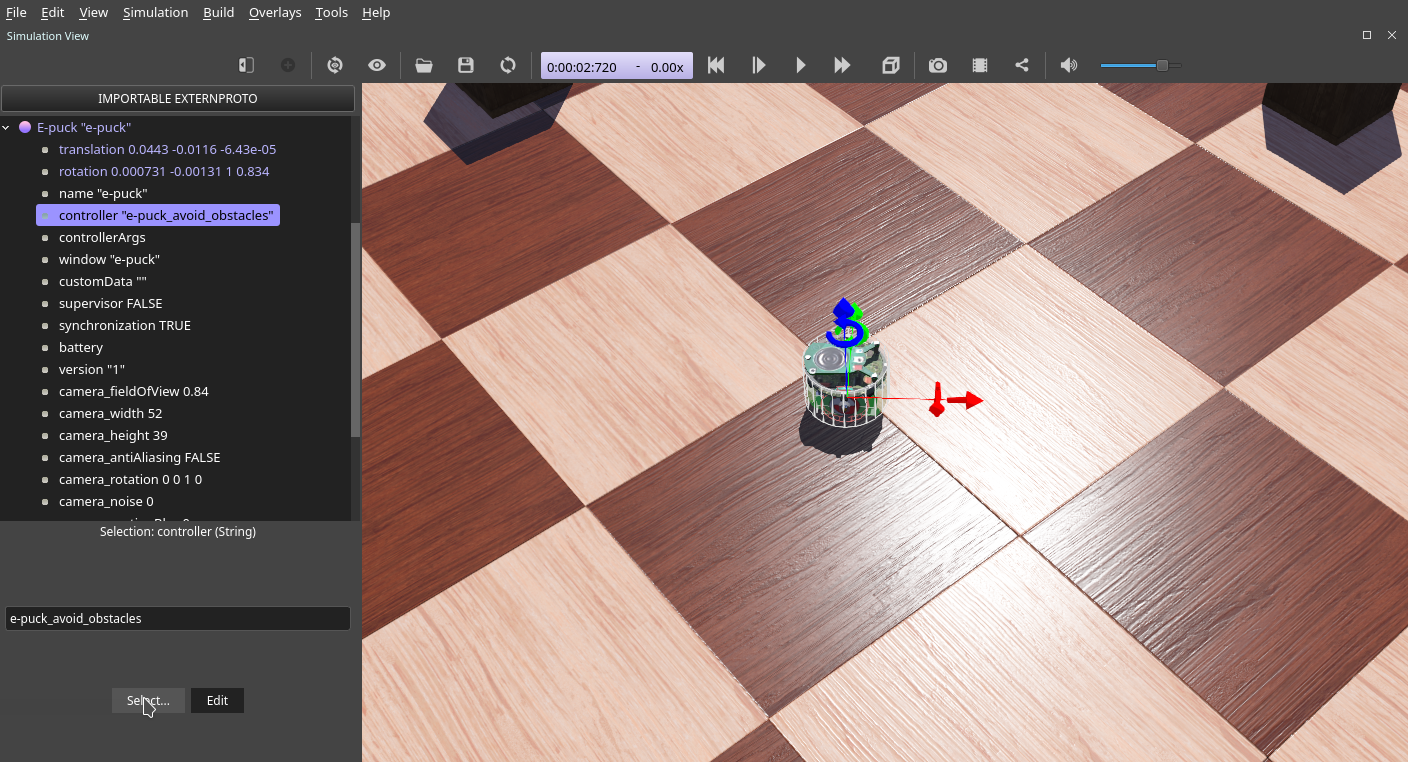 File Edit View Simulation Build Overlays Tools Help
Simulation View
0:00:02:720 - 0.00x
IMPORTABLE EXTERNPROTO
E-puck "e-puck"
translation 0.0443 -0.0116 -6.43e-05
rotation 0.000731 -0.00131 1 0.834
name "e-puck"
controller "e-puck_avoid_obstacles"
controllerArgs
window "e-puck"
customData ""
supervisor FALSE
synchronization TRUE
battery
version "1"
camera_fieldOfView 0.84
camera_width 52
camera_height 39
camera_antiAliasing FALSE
camera_rotation 0 0 1 0
camera_noise 0
Selection: controller (String)
e-puck_avoid_obstacles
Select... Edit